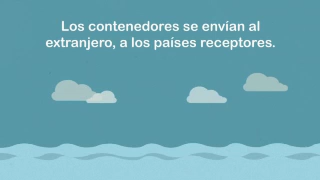 Los contenedores se envían al
extranjero, a los países receptores.